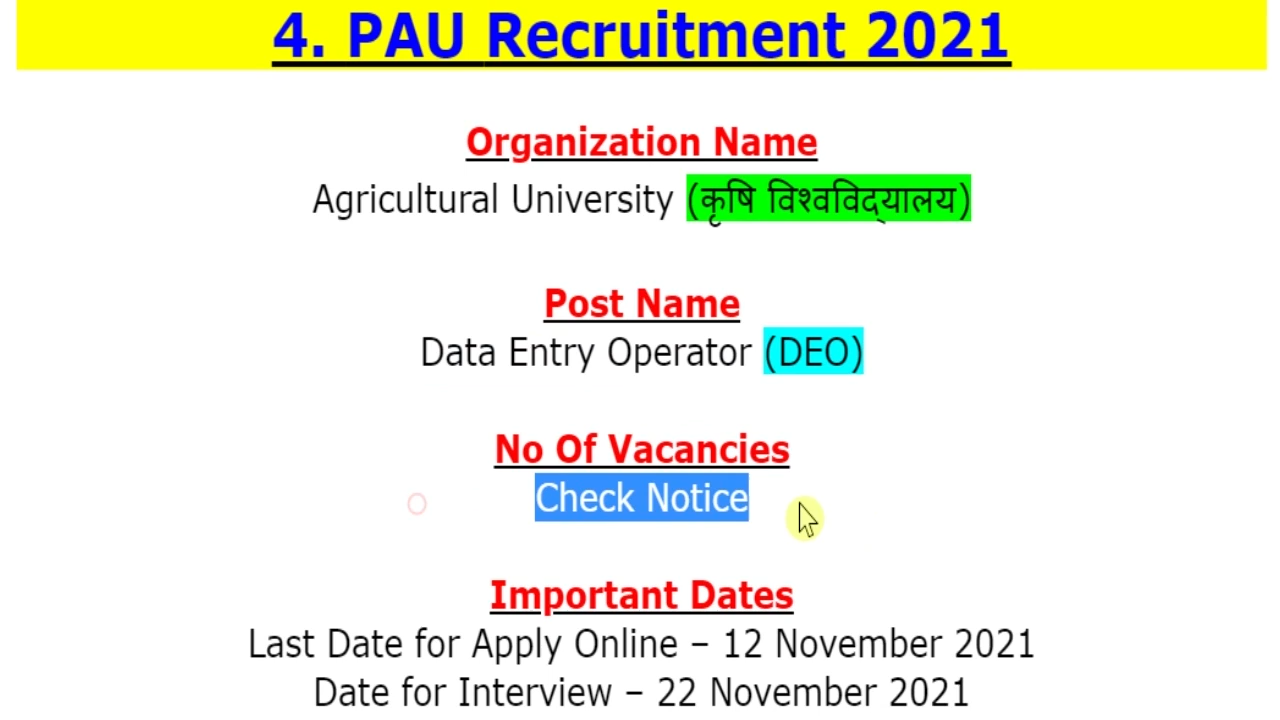 4. PAU Recruitment 2021
Organization Name
Agricultural University (कृषि विश्वविद्यालय)
Post Name
Data Entry Operator (DEO)
No Of Vacancies
Check Notice
Important Dates
Last Date for Apply Online – 12 November 2021
Date for Interview – 22 November 2021